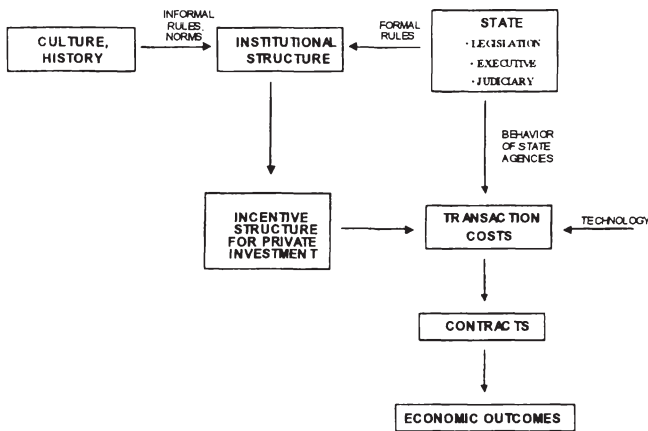 INFORMAL
RULES,
NORMS
FORMAL
RULES
CULTURE,
HISTORY
INSTITUTIONAL
STRUCTURE
STATE
· LEGISLATION
· EXECUTIVE
· JUDICIARY
BEHAVIOR
OF STATE
AGENCIES
INCENTIVE
STRUCTURE
FOR PRIVATE
INVESTMENT
TRANSACTION
COSTS
TECHNOLOGY
CONTRACTS
ECONOMIC OUTCOMES